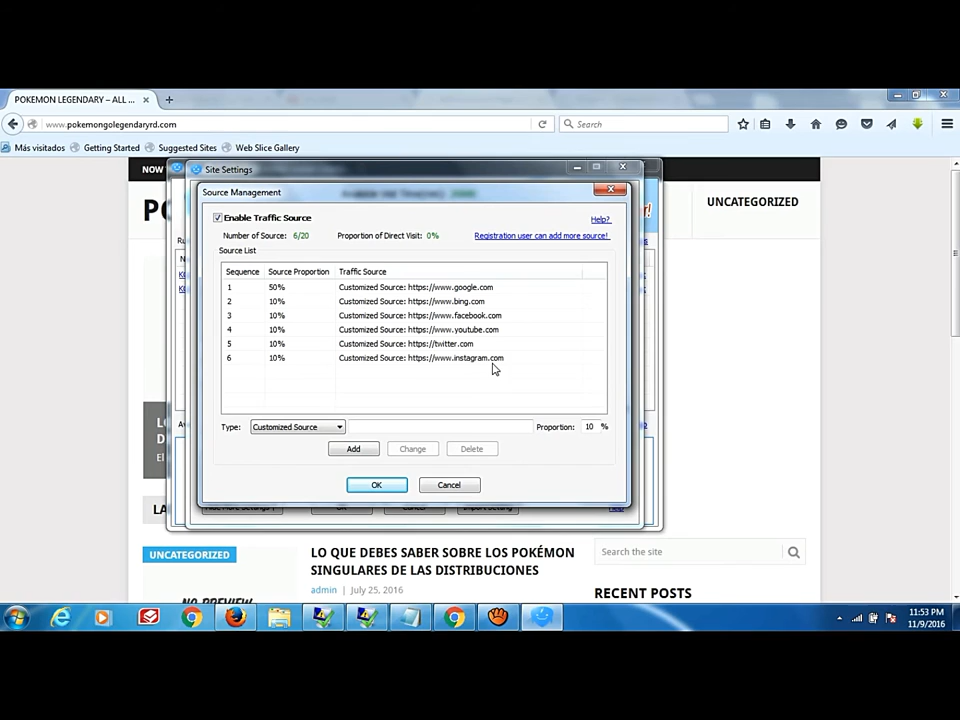 POKEMON LEGENDARY – ALL ...
www.pokemongolegendaryrd.com
Search
Más visitados
Getting Started
Suggested Sites
Web Slice Gallery
NOW
Site Settings
Source Management
UNCATEGORIZED
Enable Traffic Source
Help?
Number of Source: 6/20
Proportion of Direct Visit: 0%
Registration user can add more source!
Source List
Sequence Source Proportion Traffic Source
1 50% Customized Source: https://www.google.com
2 10% Customized Source: https://www.bing.com
3 10% Customized Source: https://www.facebook.com
4 10% Customized Source: https://www.youtube.com
5 10% Customized Source: https://twitter.com
6 10% Customized Source: https://www.instagram.com
Type: Customized Source Proportion: 10 %
Add Change Delete
OK Cancel
LA
UNCATEGORIZED
LO QUE DEBES SABER SOBRE LOS POKÉMON
SINGULARES DE LAS DISTRIBUCIONES
admin | July 25, 2016
NO PREVIEW
Search the site
RECENT POSTS
11:53 PM
11/9/2016